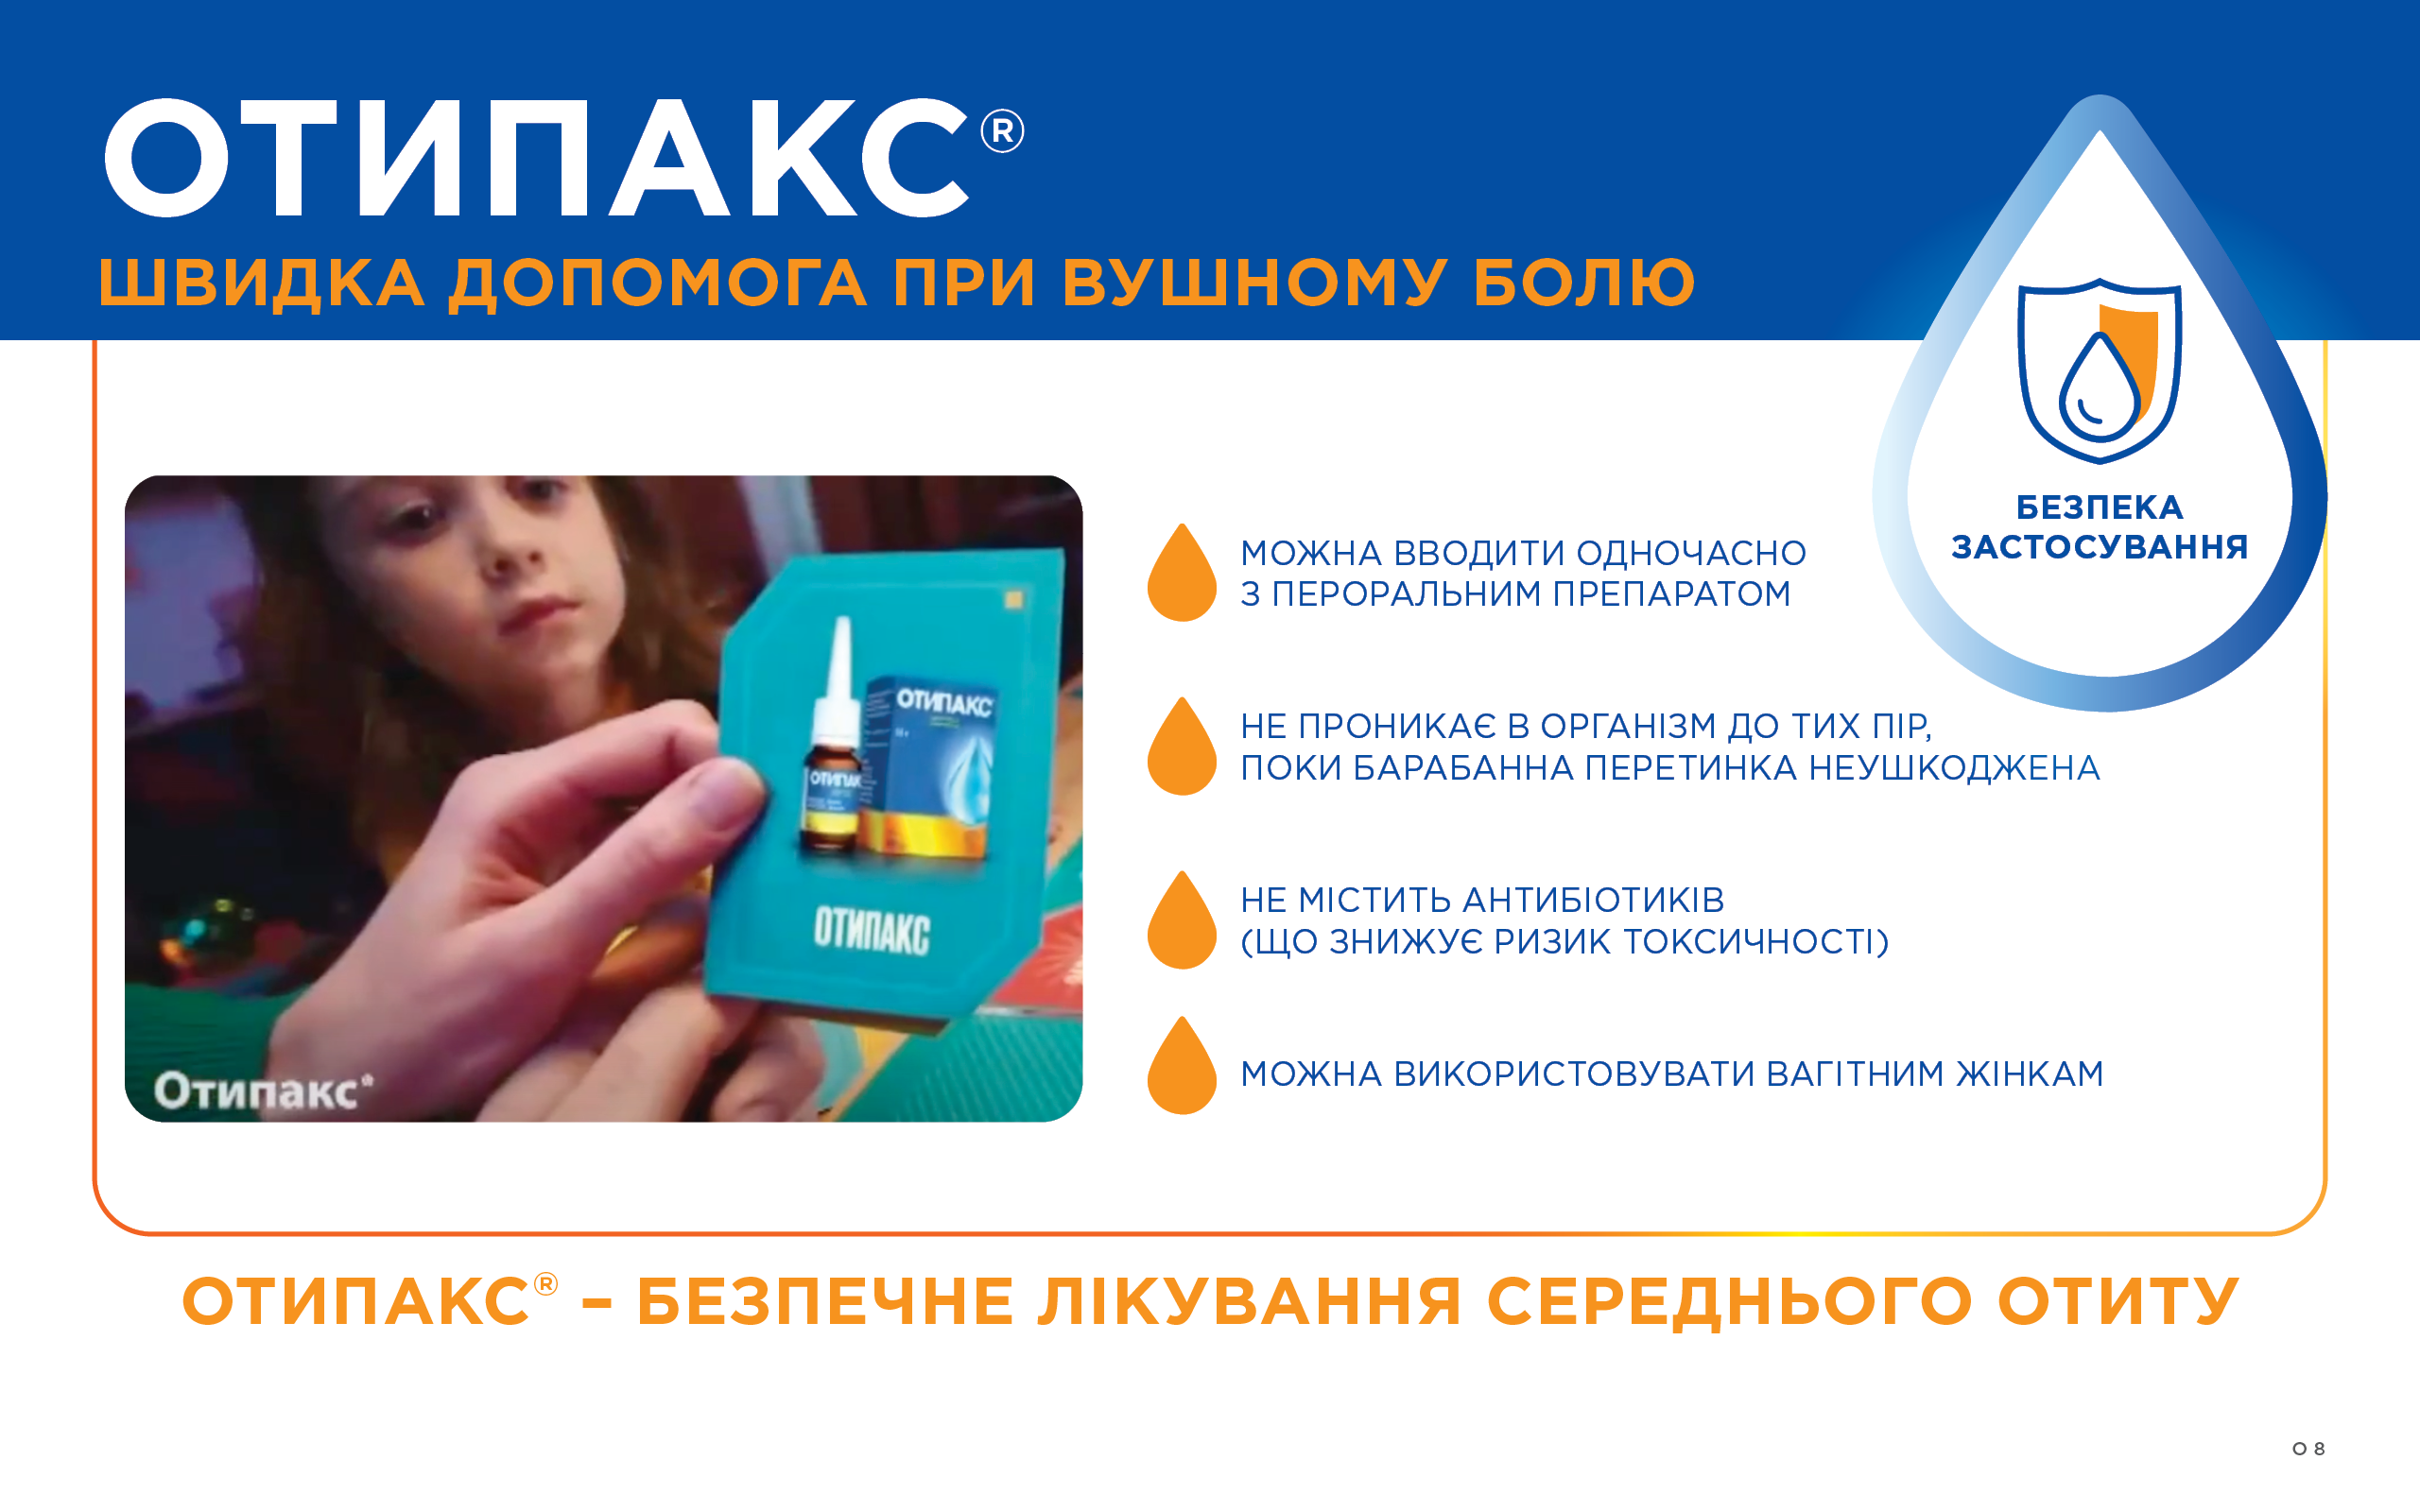 ОТИПАКС®
ШВИДКА ДОПОМОГА ПРИ ВУШНОМУ БОЛЮ
БЕЗПЕКА
ЗАСТОСУВАННЯ
МОЖНА ВВОДИТИ ОДНОЧАСНО
З ПЕРОРАЛЬНИМ ПРЕПАРАТОМ
НЕ ПРОНИКАЄ В ОРГАНІЗМ ДО ТИХ ПІР,
ПОКИ БАРАБАННА ПЕРЕТИНКА НЕУШКОДЖЕНА
НЕ МІСТИТЬ АНТИБІОТИКІВ
(ЩО ЗНИЖУЄ РИЗИК ТОКСИЧНОСТІ)
МОЖНА ВИКОРИСТОВУВАТИ ВАГІТНИМ ЖІНКАМ
ОТИПАКС
ОТИПАК
ОТИПАКС
Отипакс®
ОТИПАКС® – БЕЗПЕЧНЕ ЛІКУВАННЯ СЕРЕДНЬОГО ОТИТУ
О 8